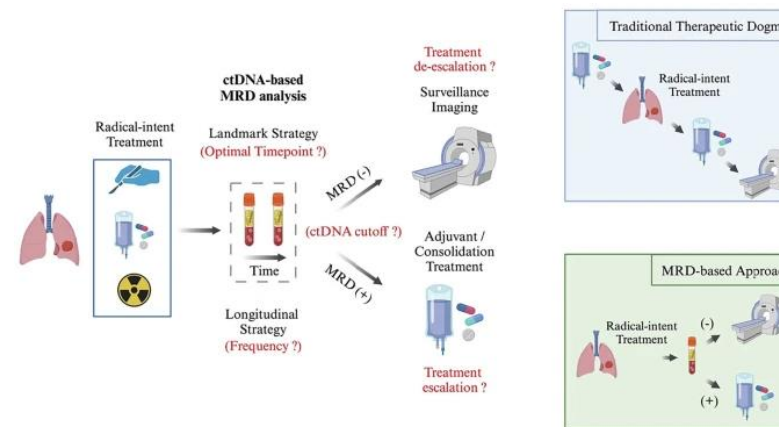 Radical-intent
Treatment
ctDNA-based
MRD analysis
Landmark Strategy
(Optimal Timepoint ?)
Time
Longitudinal
Strategy
(Frequency ?)
MRD (-)
(ctDNA cutoff ?)
MRD (+)
Treatment
de-escalation ?
Surveillance
Imaging
Adjuvant /
Consolidation
Treatment
Treatment
escalation ?
Traditional Therapeutic
Radical-intent
Treatment
MRD-based
Radical-intent
Treatment
(-)
(+)